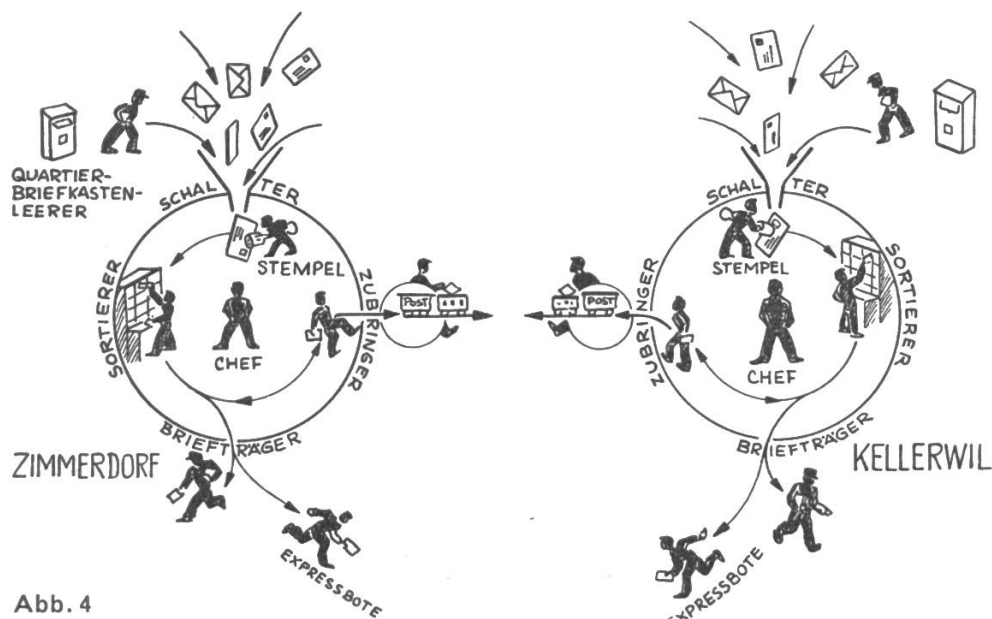 QUARTIER-
BRIEFKASTEN-
LEERER
SCHAL TER
STEMPEL
SORTIERER
CHEF
ZUBRINGER
POST
BRIEFTRÄGER
ZIMMERDORF
EXPRESSBOTE
Abb. 4
SCHAL TER
STEMPEL
SORTIERER
CHEF
ZUBRINGER
POST
BRIEFTRÄGER
KELLERWIL
EXPRESSBOTE